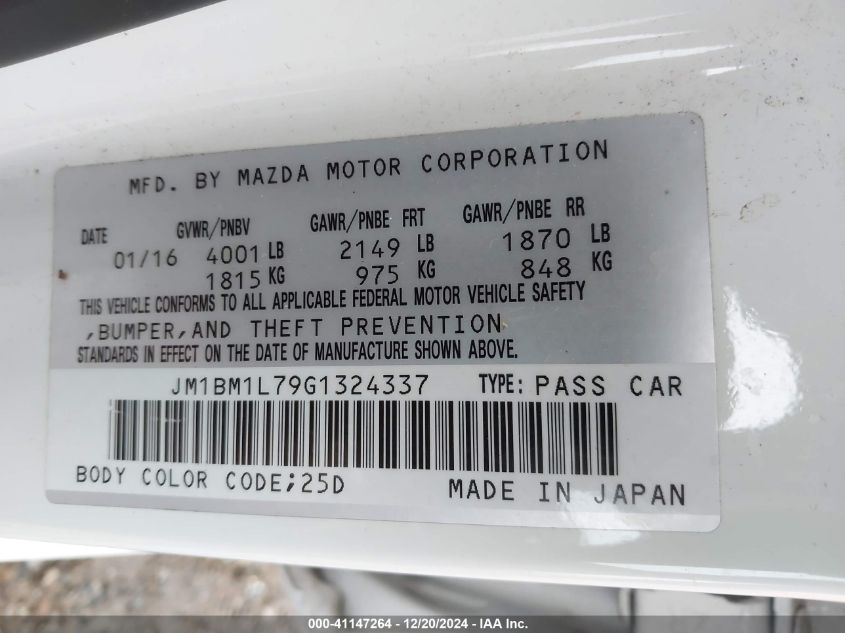 MFD. BY MAZDA MOTOR CORPORATION
DATE GVWR/PNBV GAWR/PNBE FRT GAWR/PNBE RR
01/16 4001 LB 2149 LB 1870 LB
1815 KG 975 KG 848 KG
THIS VEHICLE CONFORMS TO ALL APPLICABLE FEDERAL MOTOR VEHICLE SAFETY
,BUMPER,AND THEFT PREVENTION
STANDARDS IN EFFECT ON THE DATE OF MANUFACTURE SHOWN ABOVE.
JM1BM1L79G1324337 TYPE: PASS CAR
BODY COLOR CODE;25D MADE IN JAPAN
000-41147264 - 12/20/2024 - IAA, Inc.